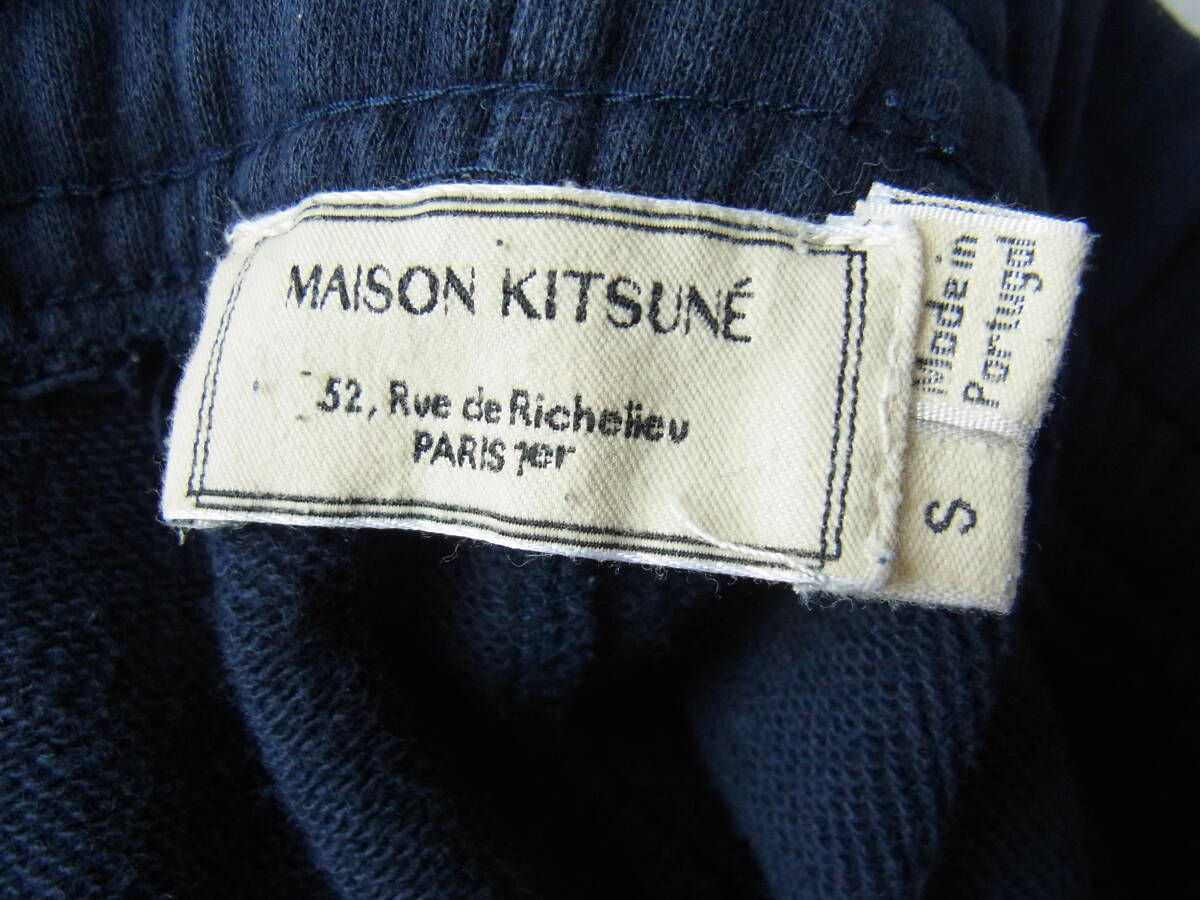 MAISON KITSUNÉ
52, Rue de Richelieu
PARIS 1er
Made in
Portugal
S